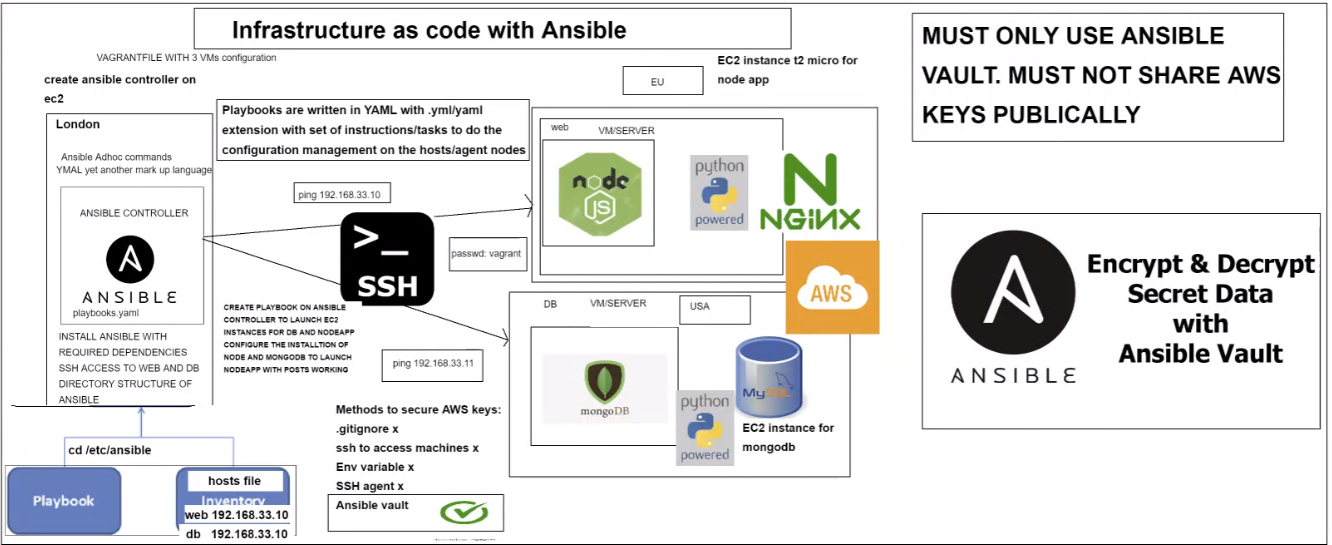 Infrastructure as code with Ansible
VAGRANTFILE WITH 3 VMs configuration
create ansible controller on
ec2
London
Ansible Adhoc commands
YMAL yet another mark up language
ANSIBLE CONTROLLER
ANSIBLE
playbooks.yaml
INSTALL ANSIBLE WITH
REQUIRED DEPENDENCIES
SSH ACCESS TO WEB AND DB
DIRECTORY STRUCTURE OF
ANSIBLE
cd /etc/ansible
Playbook
hosts file
Inventory
web 192.168.33.10
db 192.168.33.10
Playbooks are written in YAML with .yml/yaml
extension with set of instructions/tasks to do the
configuration management on the hosts/agent nodes
ping 192.168.33.10
>_
SSH
passwd: vagrant
CREATE PLAYBOOK ON ANSIBLE
CONTROLLER TO LAUNCH EC2
INSTANCES FOR DB AND NODEAPP
CONFIGURE THE INSTALLTION OF
NODE AND MONGODB TO LAUNCH
NODEAPP WITH POSTS WORKING
ping 192.168.33.11
Methods to secure AWS keys:
.gitignore x
ssh to access machines x
Env variable x
SSH agent x
Ansible vault
EU
EC2 instance t2 micro for
node app
web
VM/SERVER
node
JS
python
powered
N
NGiNX
AWS
DB
VM/SERVER
USA
mongoDB
python
powered
MySQL
EC2 instance for
mongodb
MUST ONLY USE ANSIBLE
VAULT. MUST NOT SHARE AWS
KEYS PUBLICALLY
ANSIBLE
Encrypt & Decrypt
Secret Data
with
Ansible Vault